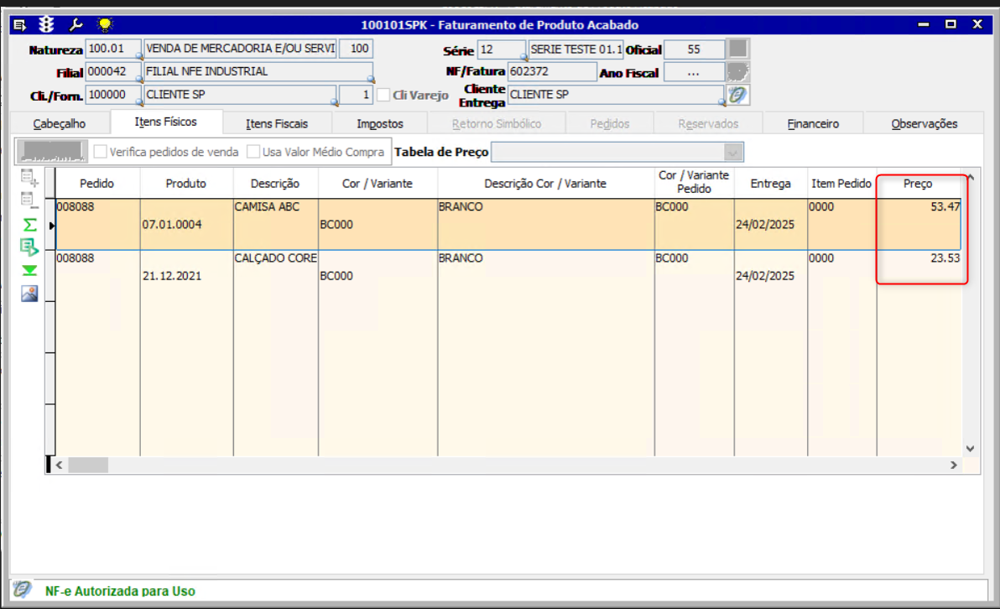 100101SPK - Faturamento de Produto Acabado
Natureza 100.01 VENDA DE MERCADORIA E/OU SERVI 100 Série 12 SERIE TESTE 01.1 Oficial 55
Filial 000042 FILIAL NFE INDUSTRIAL NF/Fatura 602372 Ano Fiscal ...
Cli./Forn. 100000 CLIENTE SP 1 Cli Varejo Cliente Entrega CLIENTE SP
Cabeçalho Itens Físicos Itens Fiscais Impostos Retorno Simbólico Pedidos Reservados Financeiro Observações
Verifica pedidos de venda Usa Valor Médio Compra Tabela de Preço
Pedido Produto Descrição Cor / Variante Descrição Cor / Variante Cor / Variante Pedido Entrega Item Pedido Preço
008088 CAMISA ABC BRANCO BC000 0000 53.47
07.01.0004 BC000 24/02/2025
008088 CALÇADO CORE BRANCO BC000 0000 23.53
21.12.2021 BC000 24/02/2025
NF-e Autorizada para Uso